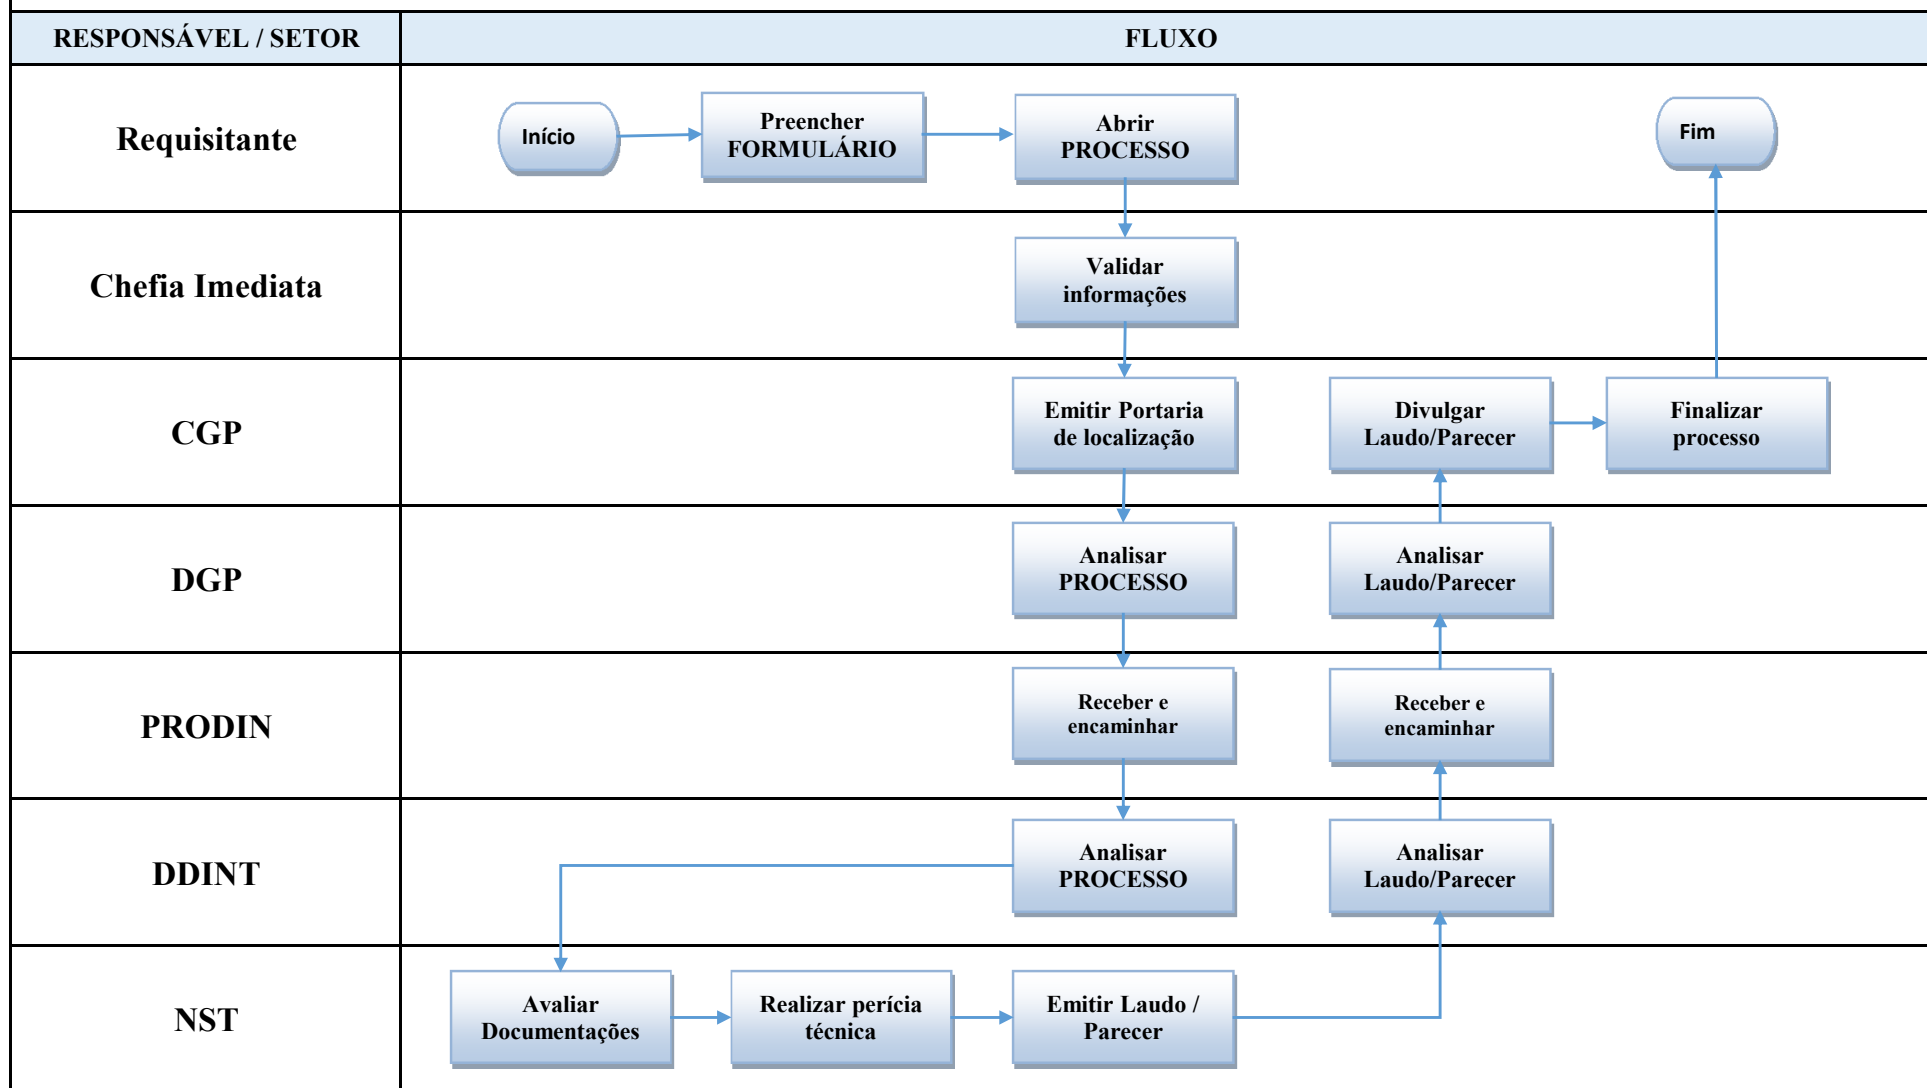 RESPONSÁVEL / SETOR
FLUXO
Requisitante
Início
Preencher
FORMULÁRIO
Abrir
PROCESSO
Fim
Chefia Imediata
Validar
informações
CGP
Emitir Portaria
de localização
Divulgar
Laudo/Parecer
Finalizar
processo
DGP
Analisar
PROCESSO
Analisar
Laudo/Parecer
PRODIN
Receber e
encaminhar
Receber e
encaminhar
DDINT
Analisar
PROCESSO
Analisar
Laudo/Parecer
NST
Avaliar
Documentações
Realizar perícia
técnica
Emitir Laudo /
Parecer